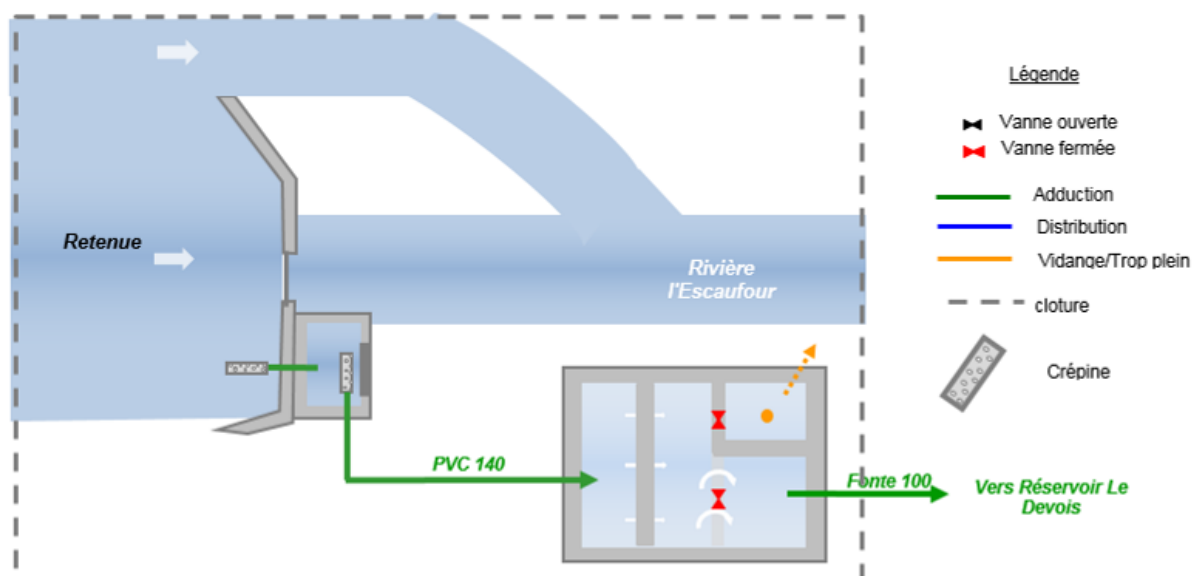 Retenue
Rivière
l'Escaufour
PVC 140
Fonte 100
Vers Réservoir Le
Devois
Légende
Vanne ouverte
Vanne fermée
Adduction
Distribution
Vidange/Trop plein
cloture
Crépine